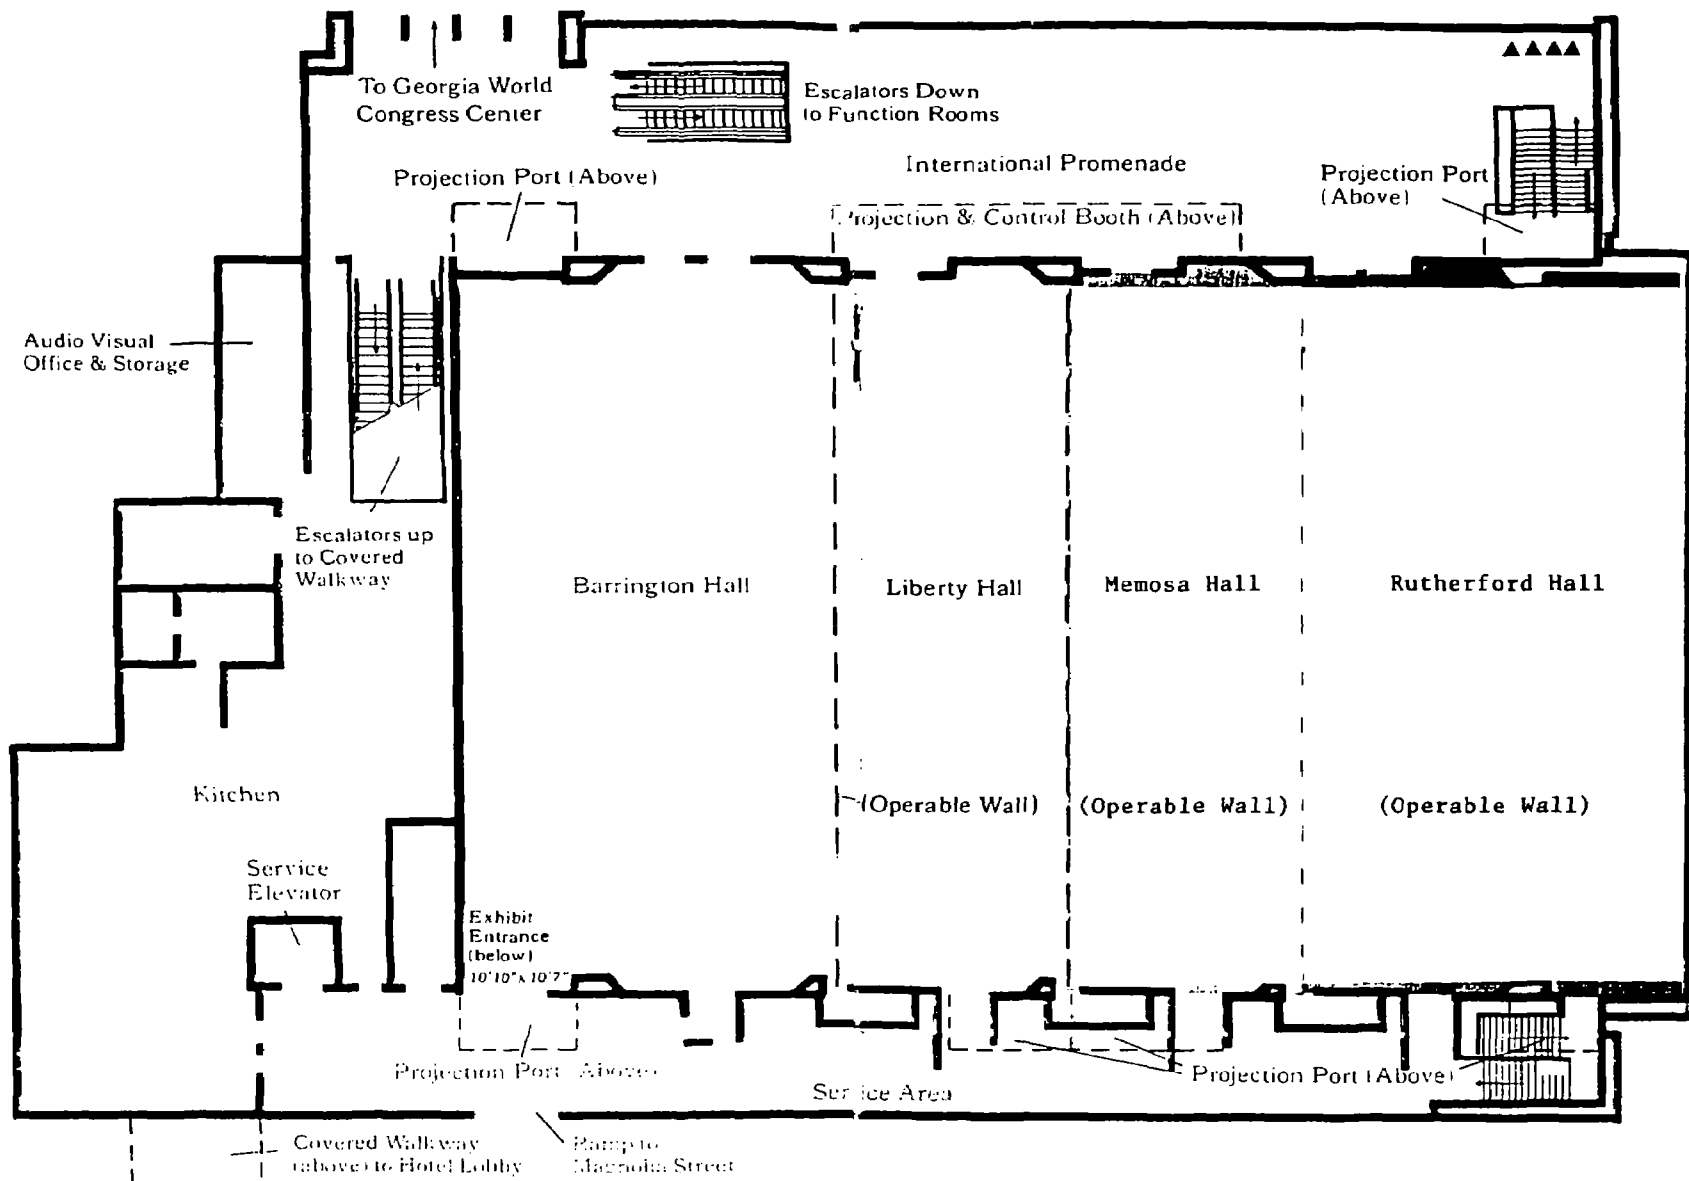 To Georgia World
Congress Center
Escalators Down
to Function Rooms
International Promenade
Projection Port (Above)
Projection Port
(Above)
Projection & Control Booth (Above)
Audio Visual
Office & Storage
Escalators up
to Covered
Walkway
Barrington Hall
Liberty Hall
Memosa Hall
Rutherford Hall
Kitchen
(Operable Wall)
(Operable Wall)
(Operable Wall)
Service
Elevator
Exhibit
Entrance
(below)
10'10" x 10'7"
Projection Port (Above)
Projection Port (Above)
Service Area
Covered Walkway
(above) to Hotel Lobby
Ramp to
Magnolia Street